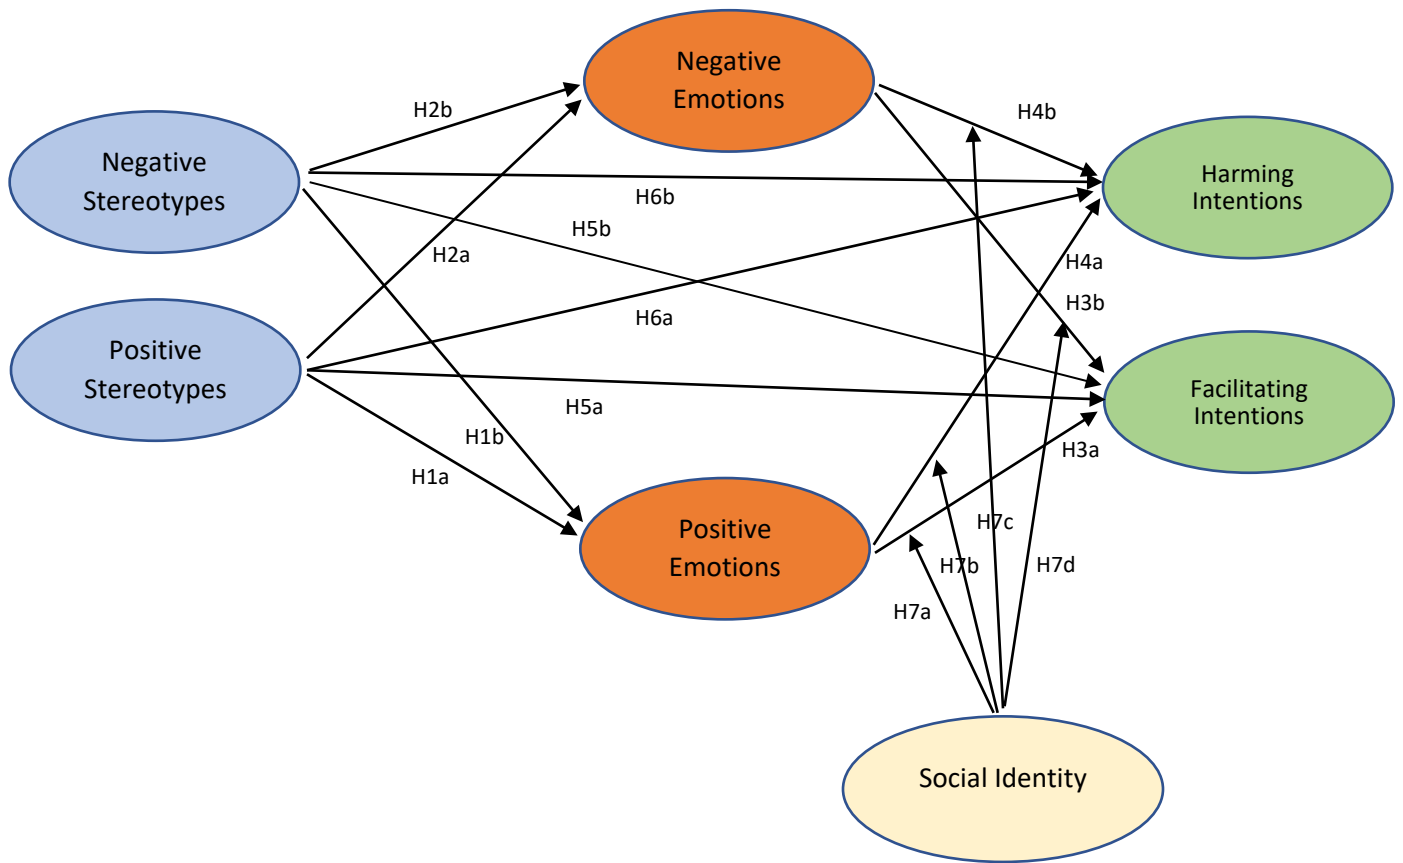 Negative
Emotions
H2b
H4b
Negative
Stereotypes
Harming
Intentions
H6b
H5b
H2a
H4a
H3b
H6a
Positive
Stereotypes
Facilitating
Intentions
H5a
H1b
H3a
H1a
Positive
Emotions
H7c
H7b
H7d
H7a
Social Identity